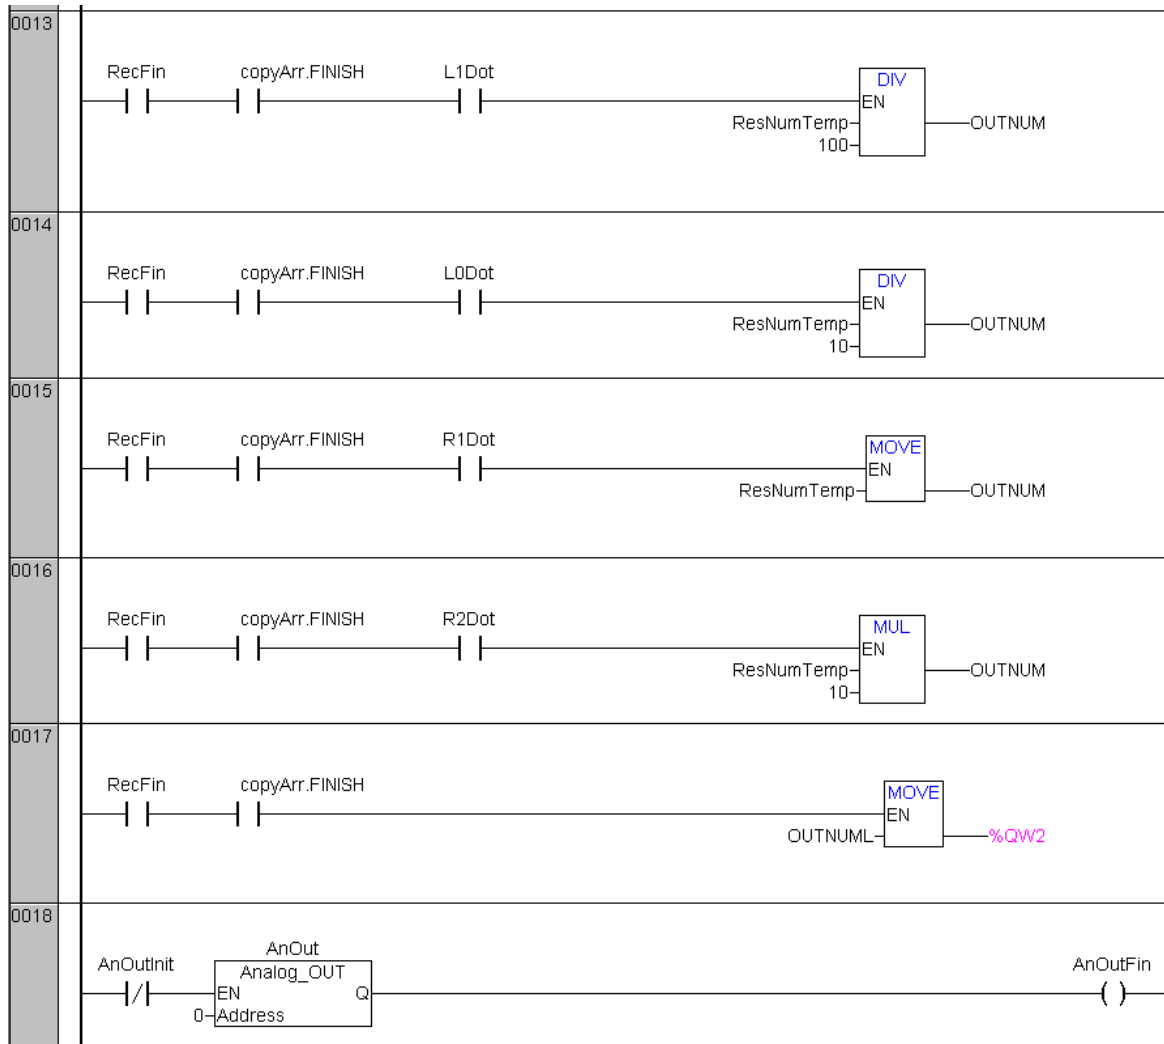 0013
RecFin copyArr.FINISH L1Dot
DIV
EN
ResNumTemp OUTNUM
100
0014
RecFin copyArr.FINISH L0Dot
DIV
EN
ResNumTemp OUTNUM
10
0015
RecFin copyArr.FINISH R1Dot
MOVE
EN
ResNumTemp OUTNUM
0016
RecFin copyArr.FINISH R2Dot
MUL
EN
ResNumTemp OUTNUM
10
0017
RecFin copyArr.FINISH
MOVE
EN
OUTNUML %QW2
0018
AnOut
AnOutInit Analog_OUT AnOutFin
EN Q
0 Address